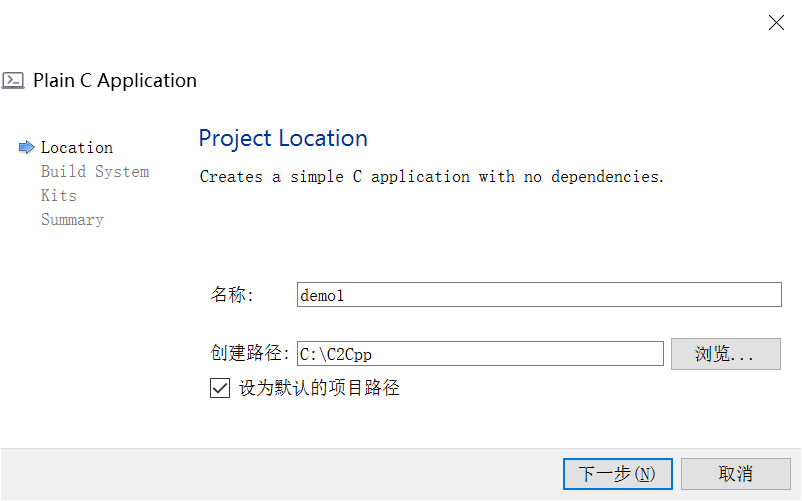 Plain C Application
Location
Build System
Kits
Summary
Project Location
Creates a simple C application with no dependencies.
名称:
demo1
创建路径:
C:\C2Cpp
浏览...
设为默认的项目路径
下一步(N)
取消